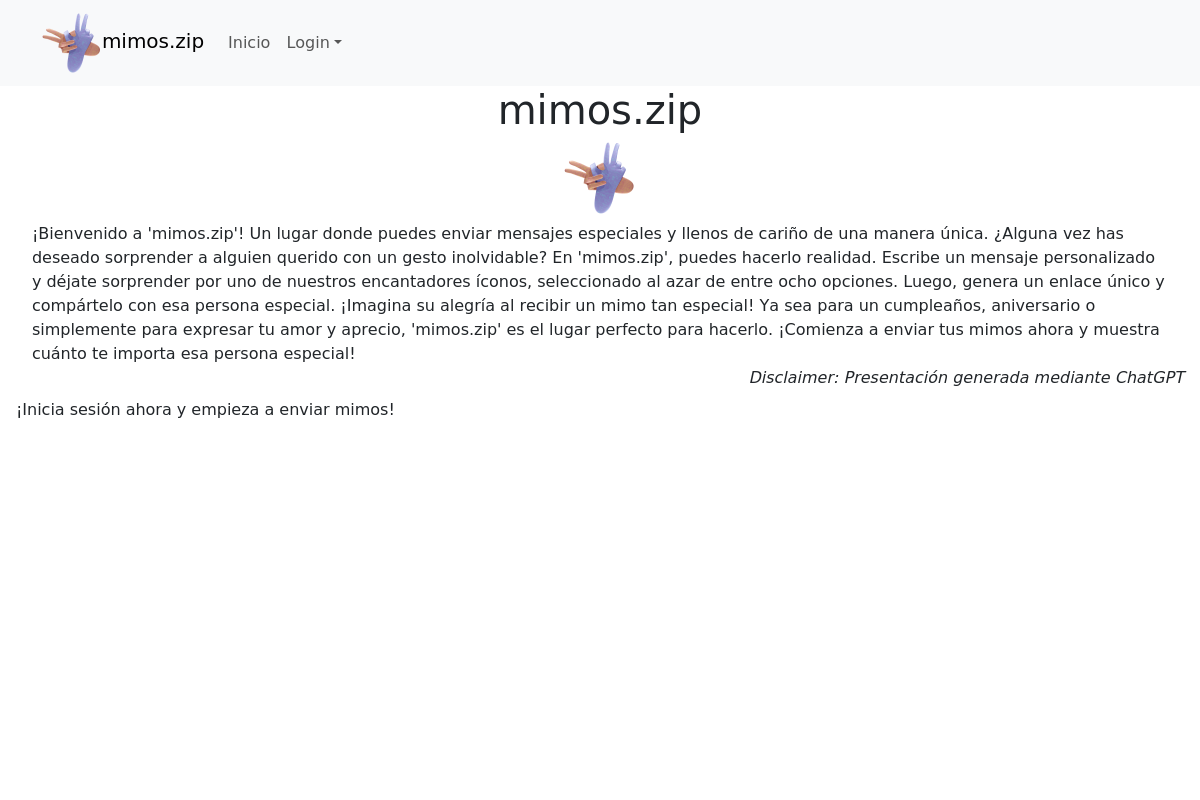 mimos.zip Inicio Login
mimos.zip
¡Bienvenido a 'mimos.zip'! Un lugar donde puedes enviar mensajes especiales y llenos de cariño de una manera única. ¿Alguna vez has
deseado sorprender a alguien querido con un gesto inolvidable? En 'mimos.zip', puedes hacerlo realidad. Escribe un mensaje personalizado
y déjate sorprender por uno de nuestros encantadores íconos, seleccionado al azar de entre ocho opciones. Luego, genera un enlace único y
compártelo con esa persona especial. ¡Imagina su alegría al recibir un mimo tan especial! Ya sea para un cumpleaños, aniversario o
simplemente para expresar tu amor y aprecio, 'mimos.zip' es el lugar perfecto para hacerlo. ¡Comienza a enviar tus mimos ahora y muestra
cuánto te importa esa persona especial!
Disclaimer: Presentación generada mediante ChatGPT
¡Inicia sesión ahora y empieza a enviar mimos!